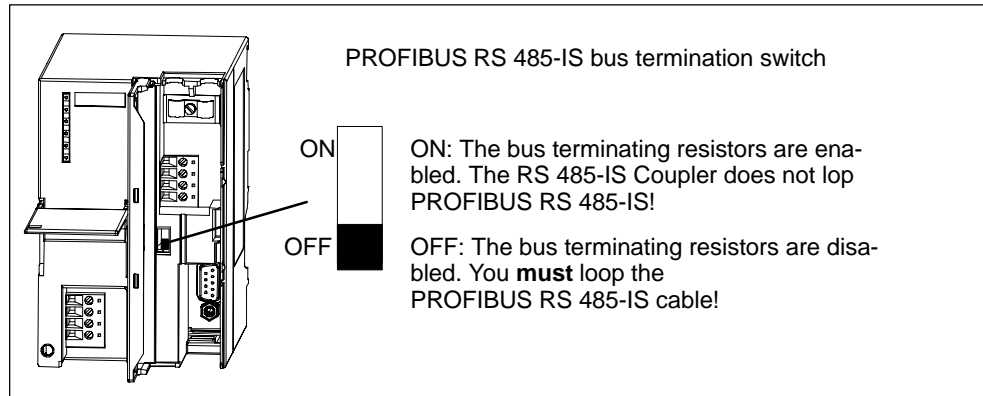 PROFIBUS RS 485-IS bus termination switch
ON
ON: The bus terminating resistors are ena-
bled. The RS 485-IS Coupler does not lop
PROFIBUS RS 485-IS!
OFF
OFF: The bus terminating resistors are disa-
bled. You must loop the
PROFIBUS RS 485-IS cable!